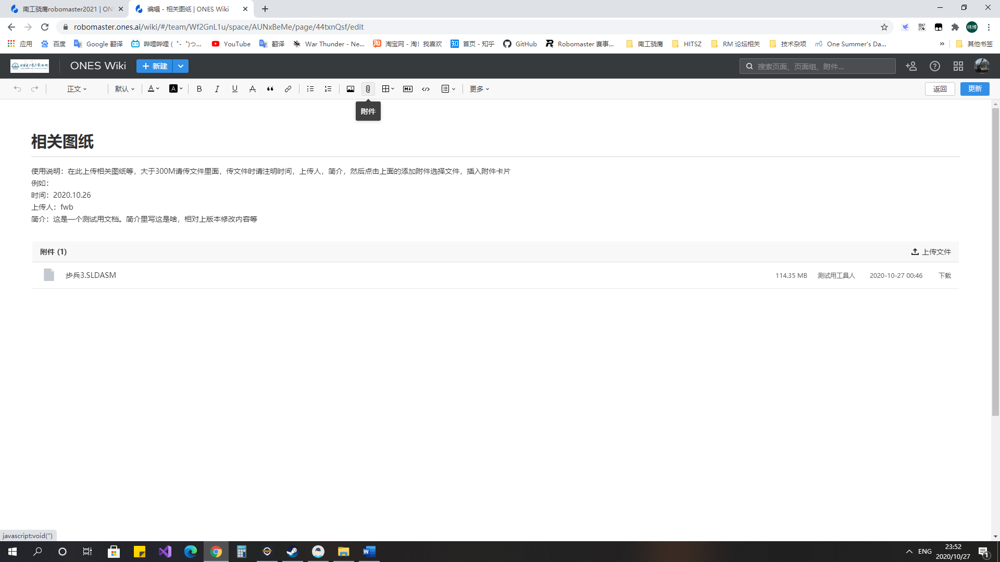 南工骁鹰robomaster2021 | ON
编辑 - 相关图纸 | ONES Wiki
robomaster.ones.ai/wiki/#/team/Wf2GnL1u/space/AUNxBeMe/page/44txnQsf/edit
纬博
应用
百度
Google 翻译
哔哩哔哩 ( ゜- ゜)つ...
YouTube
翻译
War Thunder - Ne...
淘宝网 - 淘！我喜欢
首页 - 知乎
GitHub
Robomaster 赛事...
南工骁鹰
HITSZ
RM 论坛相关
技术杂项
One Summer's Da...
»
其他书签
ONES Wiki
新建
搜索页面、页面组、附件...
正文
默认
更多
返回
更新
附件
相关图纸
使用说明：在此上传相关图纸等，大于300M请传文件里面，传文件时请注明时间，上传人，简介，然后点击上面的添加附件选择文件，插入附件卡片
例如：
时间：2020.10.26
上传人：fwb
简介：这是一个测试用文档。简介里写这是啥，相对上版本修改内容等
附件 (1)
上传文件
步兵3.SLDASM
114.35 MB
测试用工具人
2020-10-27 00:46
下载
javascript:void('')
ENG
23:52
2020/10/27
1